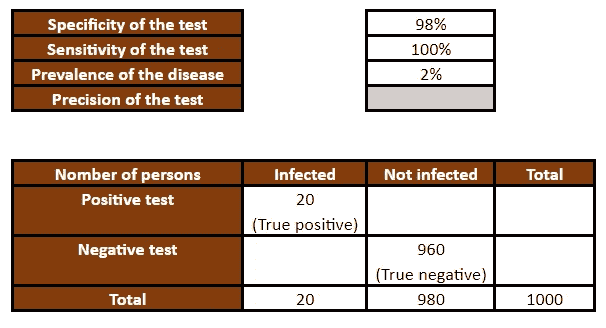 Specificity of the test 98%
Sensitivity of the test 100%
Prevalence of the disease 2%
Precision of the test
Nomber of persons Infected Not infected Total
Positive test 20
(True positive)
Negative test 960
(True negative)
Total 20 980 1000